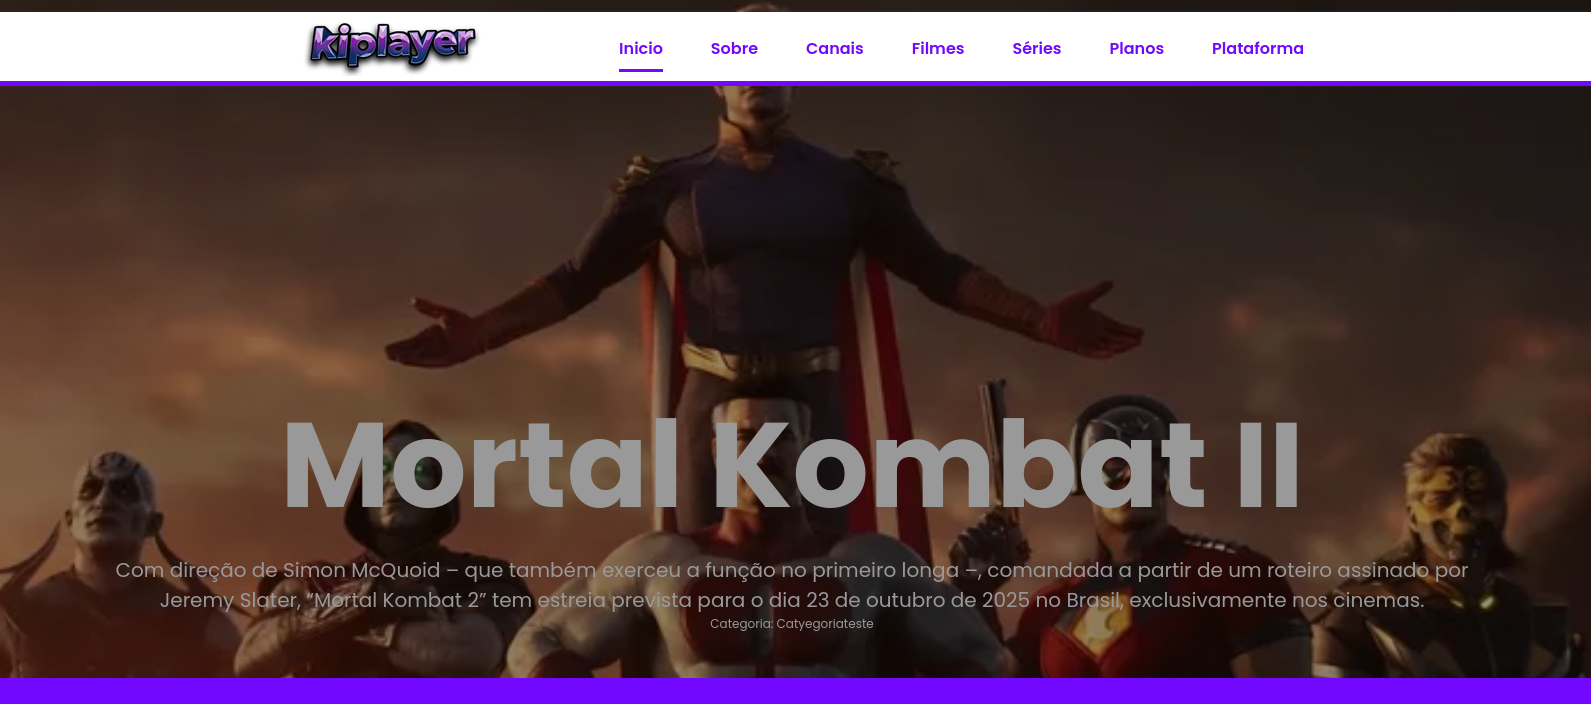 kiplayer
Inicio
Sobre
Canais
Filmes
Séries
Planos
Plataforma
Mortal Kombat II
Com direção de Simon McQuoid – que também exerceu a função no primeiro longa –, comandada a partir de um roteiro assinado por
Jeremy Slater, “Mortal Kombat 2” tem estreia prevista para o dia 23 de outubro de 2025 no Brasil, exclusivamente nos cinemas.
Categoria: Catyegoriateste